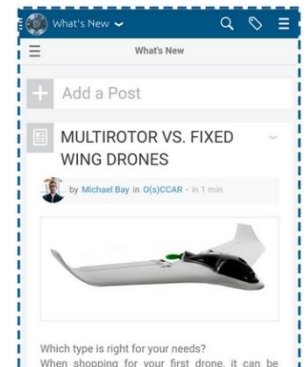 What's New
What's New
Add a Post
MULTIROTOR VS. FIXED
WING DRONES
by Michael Bay in O(s)CCAR - in 1 min
Which type is right for your needs?
When shopping for your first drone, it can be